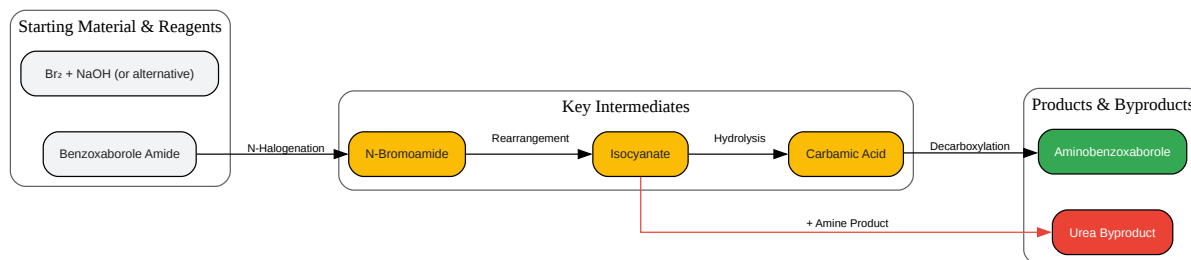 Starting Material & Reagents
Br₂ + NaOH (or alternative)
Benzoxaborole Amide
N-Halogenation
Key Intermediates
N-Bromoamide
Rearrangement
Isocyanate
Hydrolysis
Carbamic Acid
Decarboxylation
Products & Byproducts
Aminobenzoxaborole
+ Amine Product
Urea Byproduct